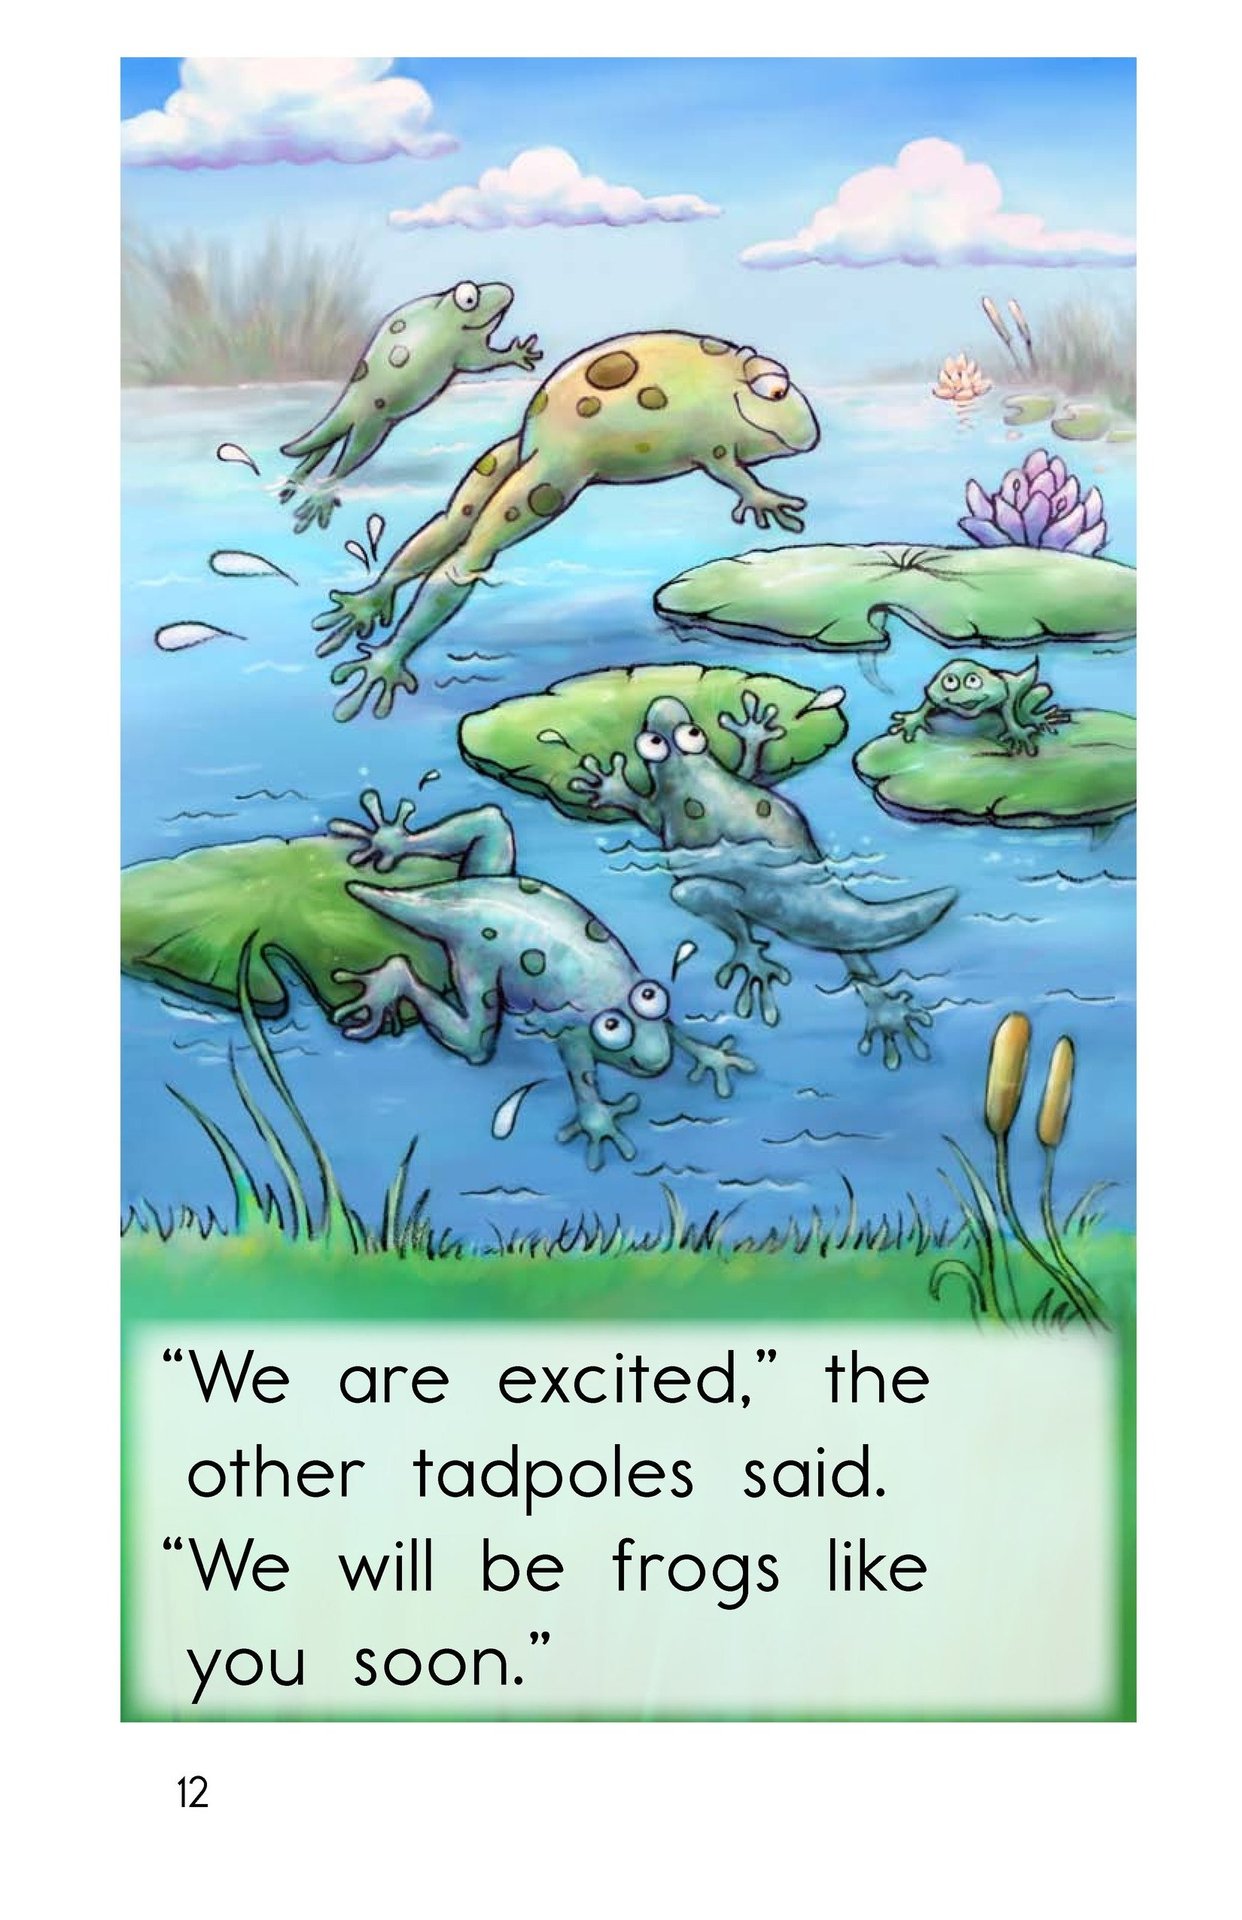 “We are excited,” the
other tadpoles said.
“We will be frogs like
you soon.”
12